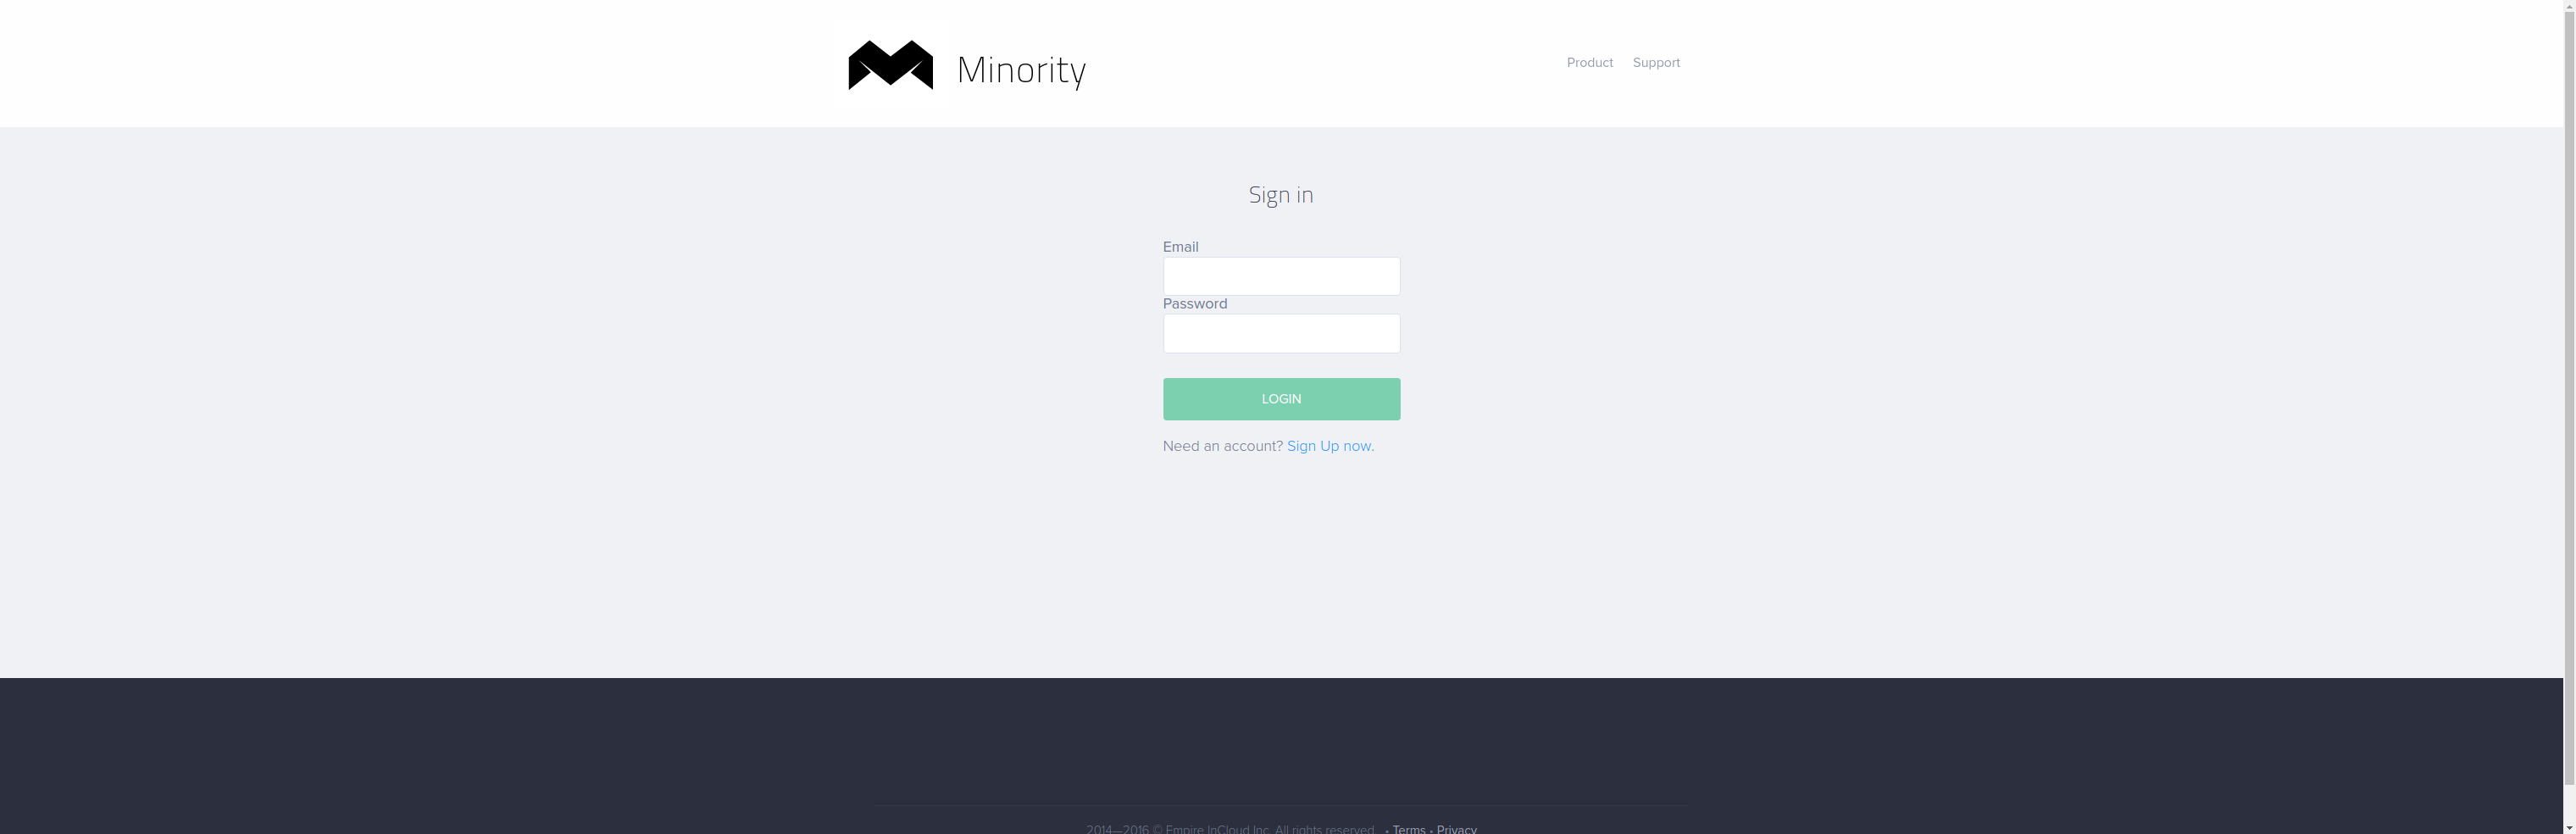 Minority
Product Support
Sign in
Email
Password
LOGIN
Need an account? Sign Up now.
2014—2016 © Empire InCloud Inc. All rights reserved. • Terms • Privacy